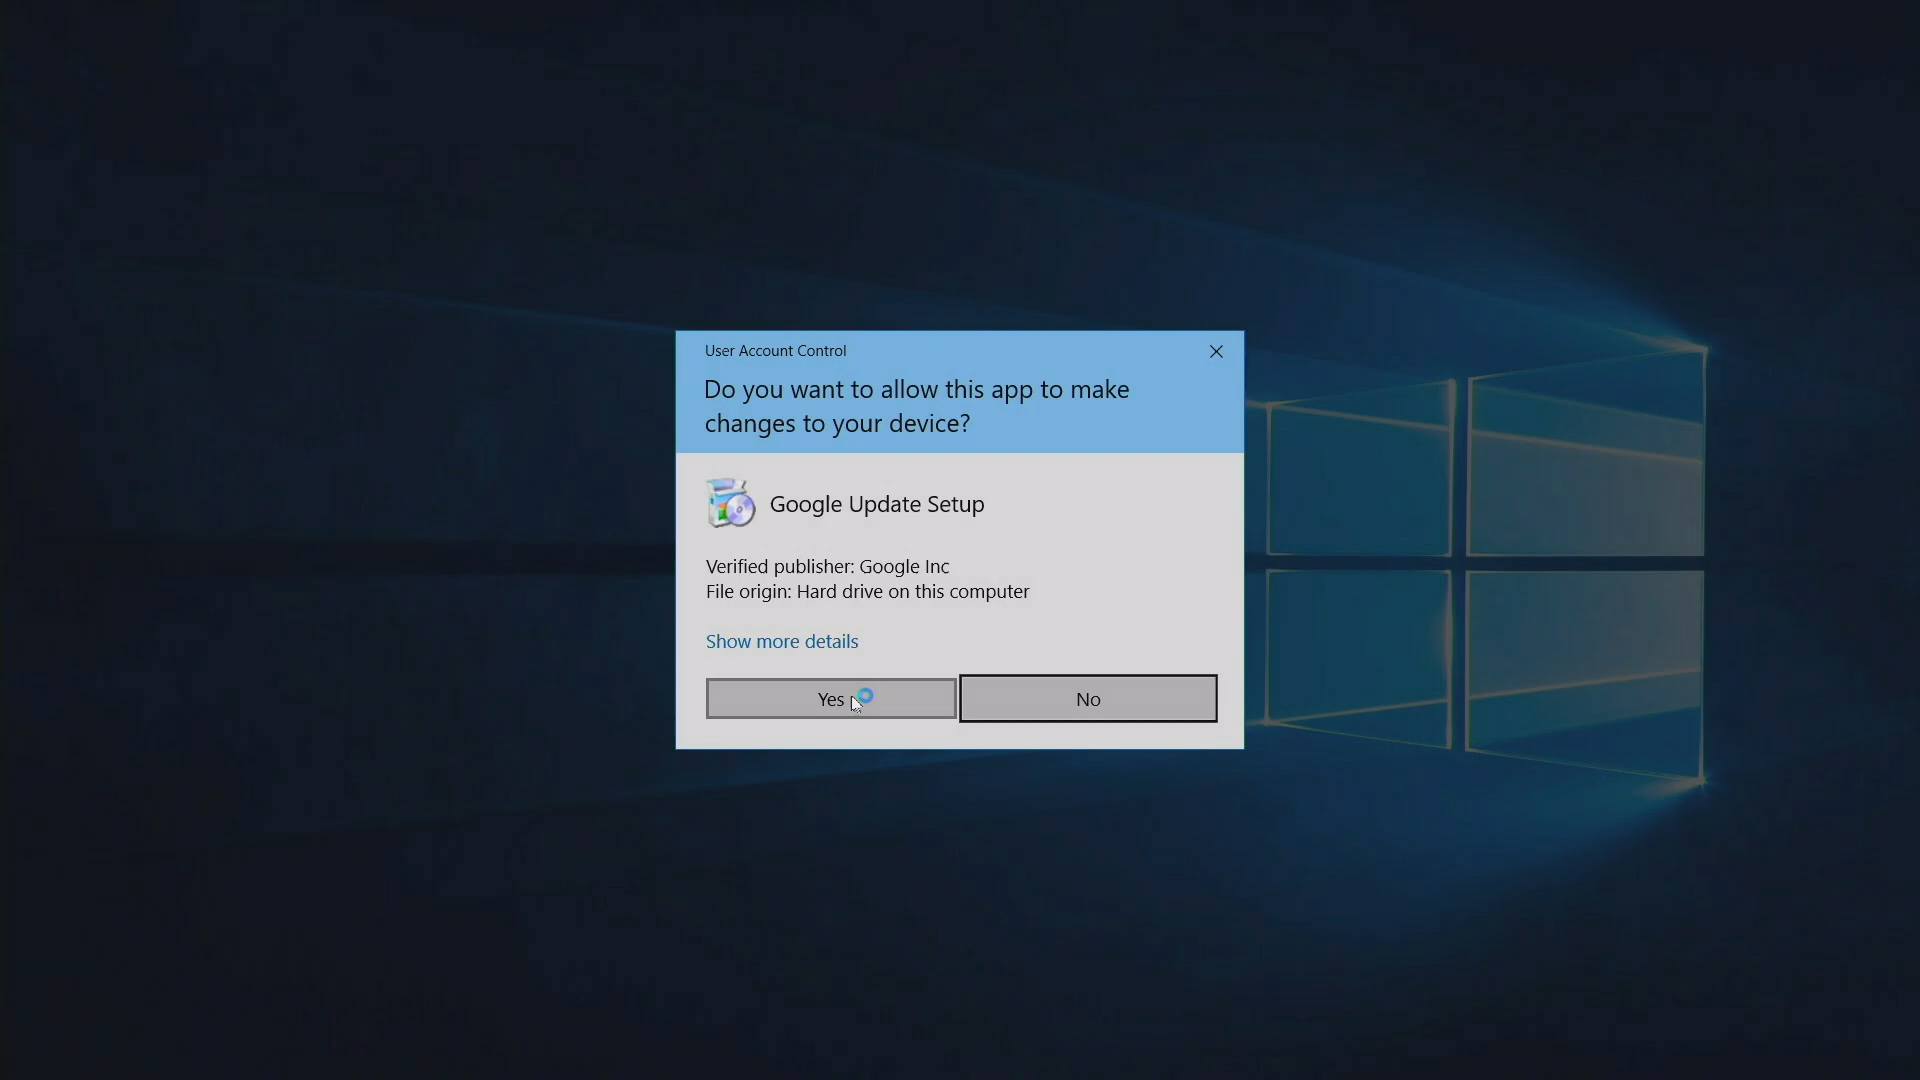 User Account Control
Do you want to allow this app to make
changes to your device?
Google Update Setup
Verified publisher: Google Inc
File origin: Hard drive on this computer
Show more details
Yes
No